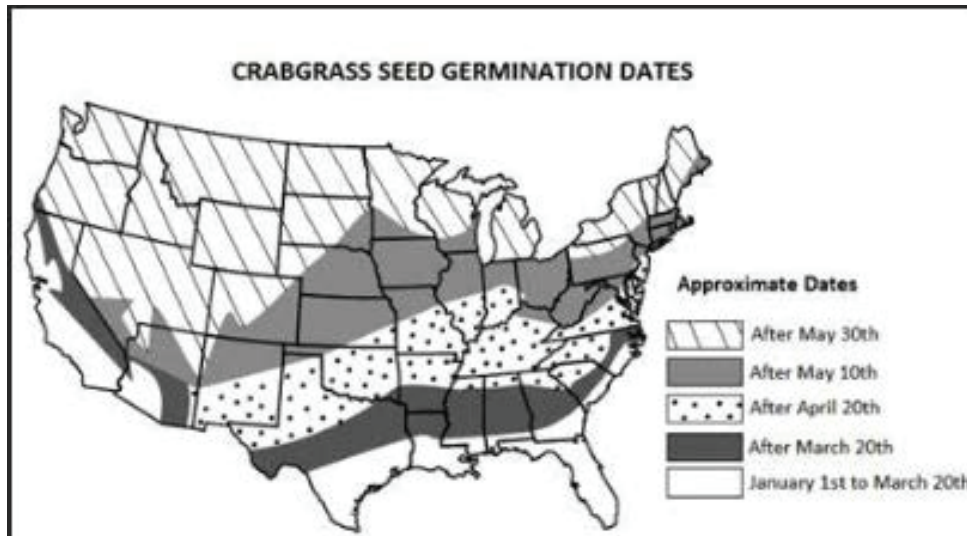 CRABGRASS SEED GERMINATION DATES
Approximate Dates
After May 30th
After May 10th
After April 20th
After March 20th
January 1st to March 20th